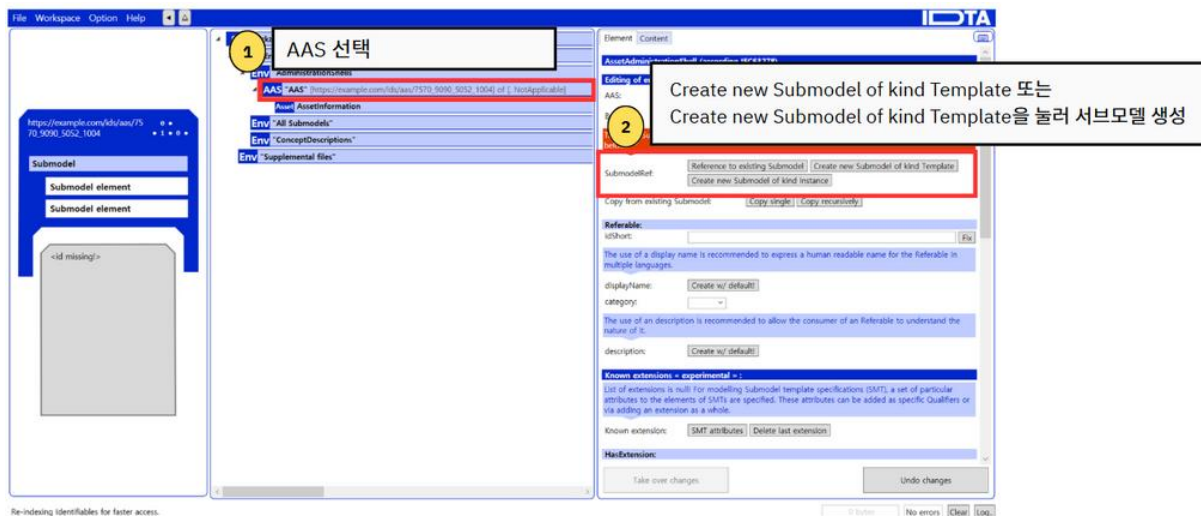 File Workspace Option Help
IDTA
1
AAS 선택
2
Create new Submodel of kind Template 또는
Create new Submodel of kind Template을 눌러 서브모델 생성
https://example.com/ids/aas/75
70_9090_5052_1004
Submodel
Submodel element
Submodel element
<id missing!>
Env AdministrationShells
AAS "AAS" [https://example.com/ids/aas/7570_9090_5052_1004] of [, NotApplicable]
Asset AssetInformation
Env "All Submodels"
Env "ConceptDescriptions"
Env "Supplemental files"
Element Content
AssetAdministrationShell (according IEC63278)
Editing of
AAS:
SubmodelRef:
Reference to existing Submodel Create new Submodel of kind Template
Create new Submodel of kind Instance
Copy from existing Submodel: Copy single Copy recursively
Referable:
idShort: Fix
The use of a display name is recommended to express a human readable name for the Referable in
multiple languages.
displayName: Create w/ default!
category:
The use of an description is recommended to allow the consumer of an Referable to understand the
nature of it.
description: Create w/ default!
Known extensions « experimental » :
List of extensions is null! For modelling Submodel template specifications (SMT), a set of particular
attributes to the elements of SMTs are specified. These attributes can be added as specific Qualifiers or
via adding an extension as a whole.
Known extension: SMT attributes Delete last extension
HasExtension:
Take over changes Undo changes
Re-indexing Identifiables for faster access.
0 Bytes No errors Clear Log..